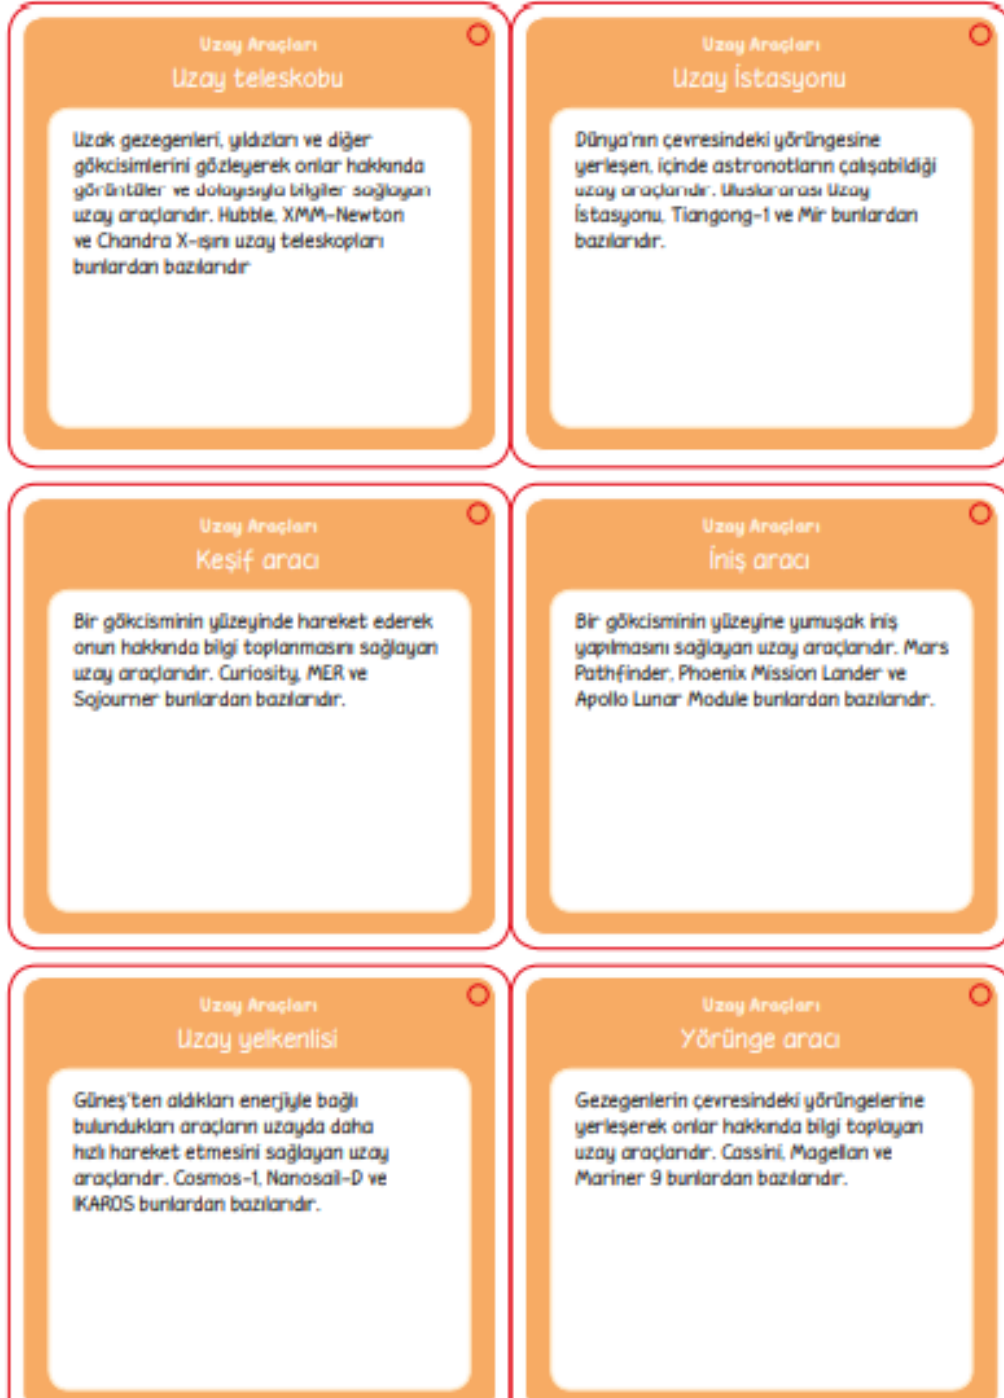 Uzay Araçları
Uzay teleskobu
Uzak gezegenleri, yıldızları ve diğer
gökcisimlerini gözleyerek onlar hakkında
görüntüler ve dolayısıyla bilgiler sağlayan
uzay araçlarıdır. Hubble, XMM-Newton
ve Chandra X-ışını uzay teleskopları
bunlardan bazılarıdır
Uzay Araçları
Uzay İstasyonu
Dünya'nın çevresindeki yörüngesine
yerleşen, içinde astronotların çalışabildiği
uzay araçlarıdır. Uluslararası Uzay
İstasyonu, Tiangong-1 ve Mir bunlardan
bazılarıdır.
Uzay Araçları
Keşif aracı
Bir gökcisminin yüzeyinde hareket ederek
onun hakkında bilgi toplanmasını sağlayan
uzay araçlarıdır. Curiosity, MER ve
Sojourner bunlardan bazılarıdır.
Uzay Araçları
İniş aracı
Bir gökcisminin yüzeyine yumuşak iniş
yapılmasını sağlayan uzay araçlarıdır. Mars
Pathfinder, Phoenix Mission Lander ve
Apollo Lunar Module bunlardan bazılarıdır.
Uzay Araçları
Uzay yelkenlisi
Güneş'ten aldıkları enerjiyle bağlı
bulundukları araçların uzayda daha
hızlı hareket etmesini sağlayan uzay
araçlarıdır. Cosmos-1, Nanosail-D ve
IKAROS bunlardan bazılarıdır.
Uzay Araçları
Yörünge aracı
Gezegenlerin çevresindeki yörüngelerine
yerleşerek onlar hakkında bilgi toplayan
uzay araçlarıdır. Cassini, Magellan ve
Mariner 9 bunlardan bazılarıdır.